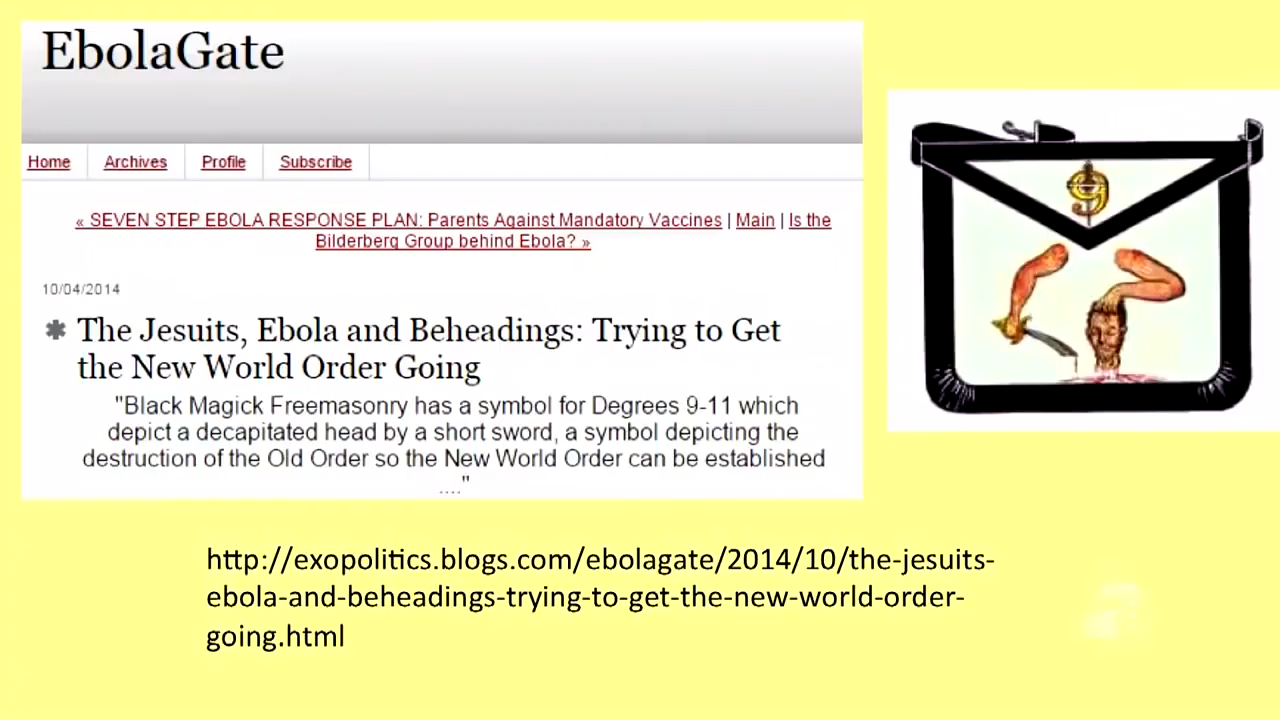 EbolaGate
Home
Archives
Profile
Subscribe
« SEVEN STEP EBOLA RESPONSE PLAN: Parents Against Mandatory Vaccines | Main | Is the
Bilderberg Group behind Ebola? »
10/04/2014
✱ The Jesuits, Ebola and Beheadings: Trying to Get
the New World Order Going
"Black Magick Freemasonry has a symbol for Degrees 9-11 which
depict a decapitated head by a short sword, a symbol depicting the
destruction of the Old Order so the New World Order can be established
...."
http://exopolitics.blogs.com/ebolagate/2014/10/the-jesuits-
ebola-and-beheadings-trying-to-get-the-new-world-order-
going.html
9